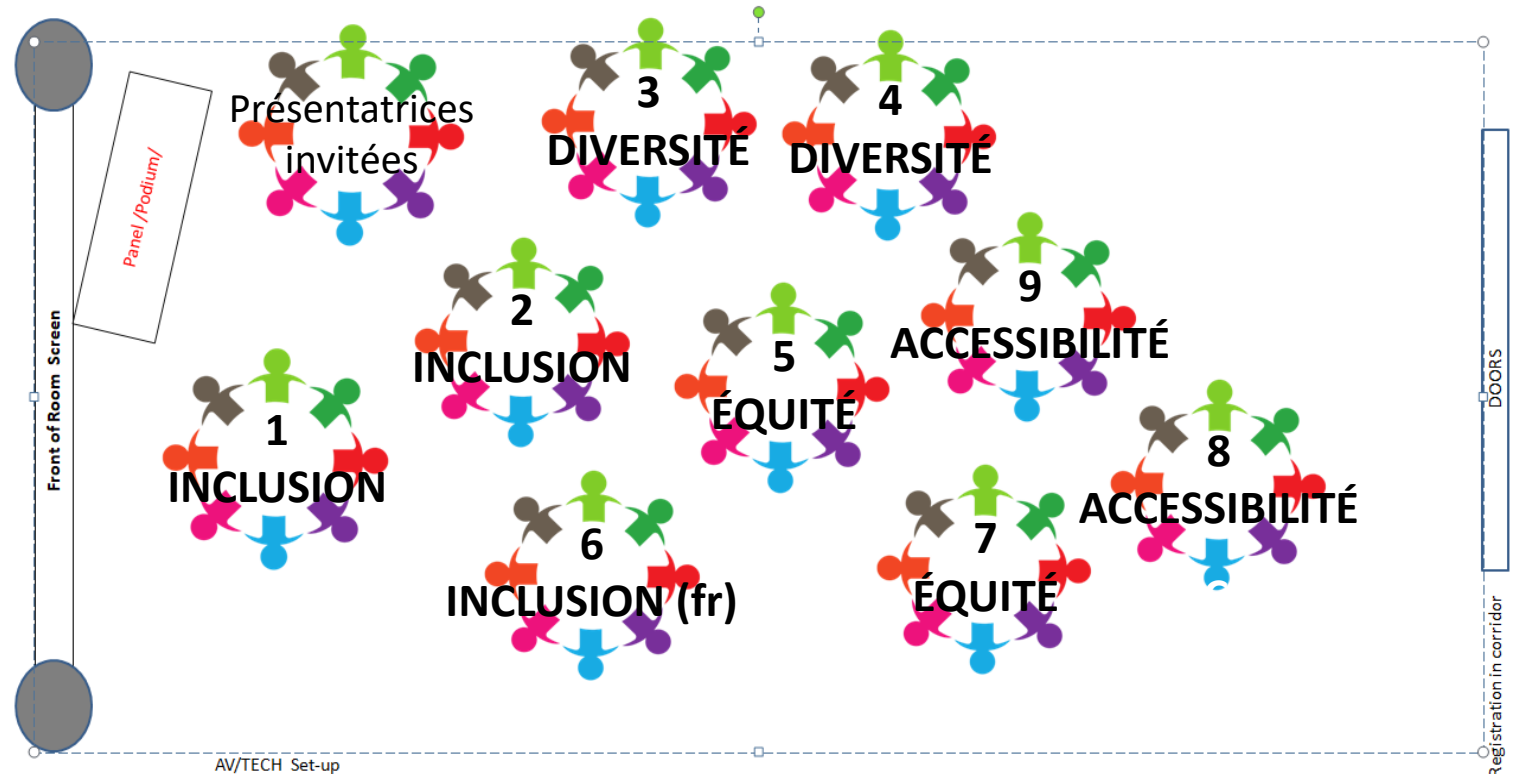 Présentatrices
invitées
3
DIVERSITÉ
4
DIVERSITÉ
Panel /Podium/
Front of Room  Screen
2
INCLUSION
9
ACCESSIBILITÉ
5
ÉQUITÉ
1
INCLUSION
8
ACCESSIBILITÉ
6
INCLUSION (fr)
7
ÉQUITÉ
DOORS
Registration in corridor
AV/TECH  Set-up